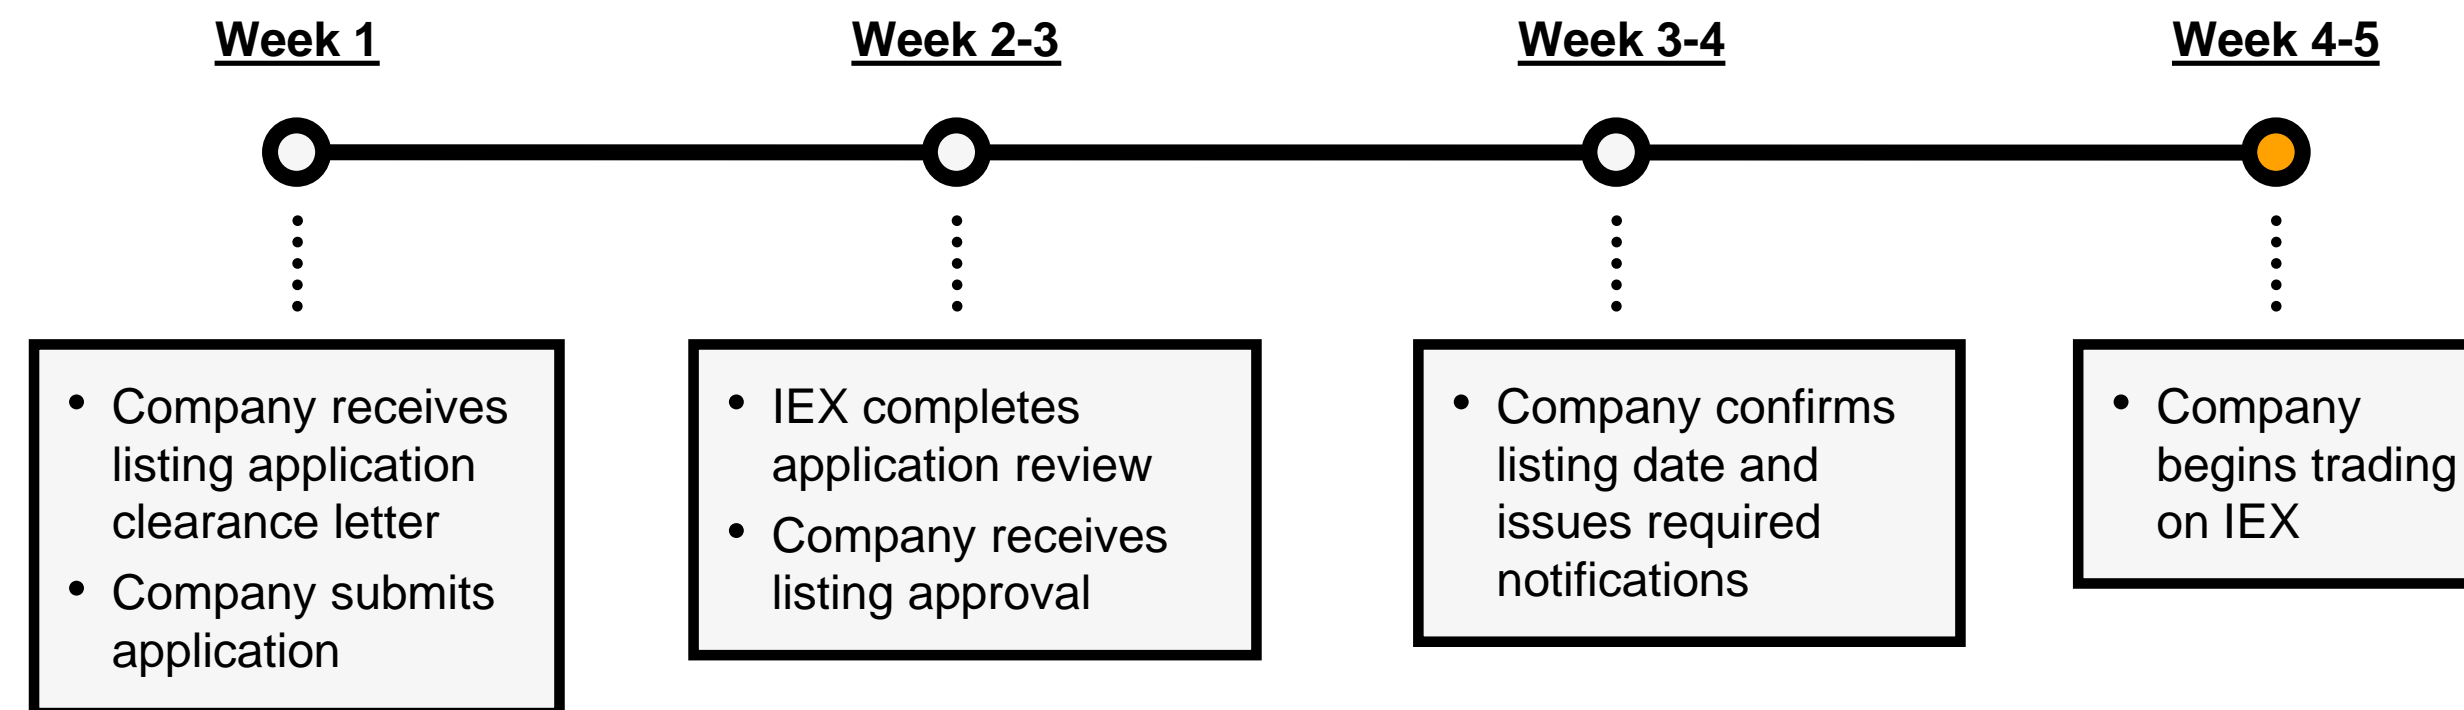 Week 1
Week 2-3
Week 3-4
Week 4-5
• Company receives
listing application
clearance letter
• Company submits
application
• IEX completes
application review
• Company receives
listing approval
• Company confirms
listing date and
issues required
notifications
• Company
begins trading
on IEX